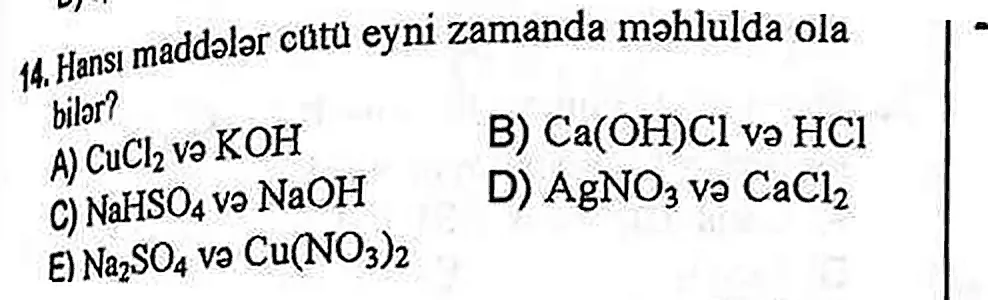 14. Hansı maddələr cütü eyni zamanda məhlulda ola
bilər?
A) CuCl₂ və KOH B) Ca(OH)Cl və HCl
C) NaHSO₄ və NaOH D) AgNO₃ və CaCl₂
E) Na₂SO₄ və Cu(NO₃)₂